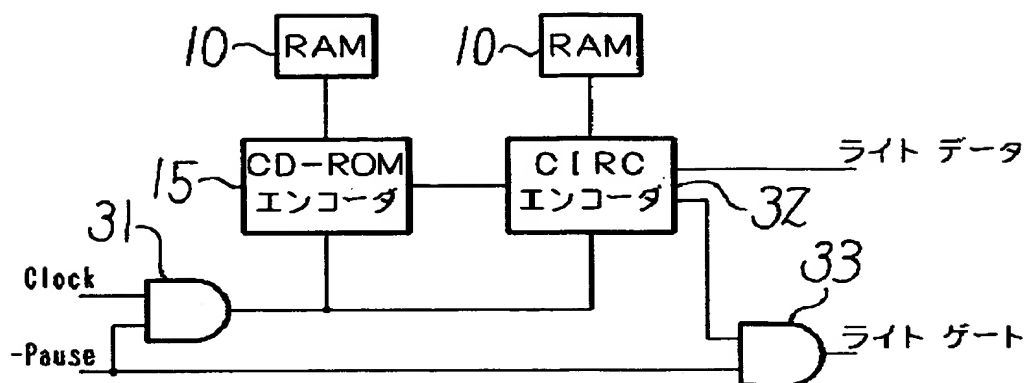 10 RAM 10 RAM
15 CD-ROM
エンコーダ
CIRC
エンコーダ
32
ライト データ
31
Clock
-Pause
33
ライト ゲート